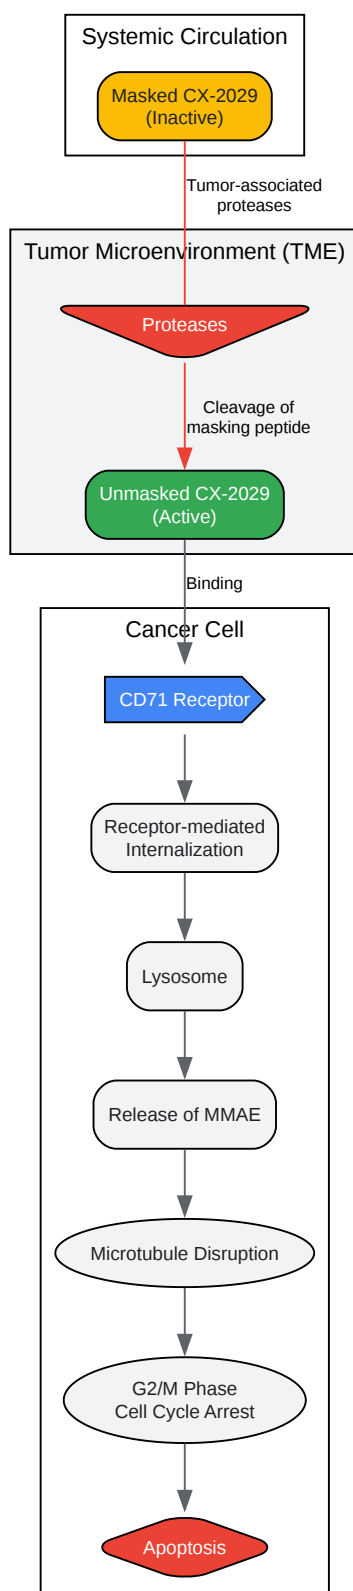 Systemic Circulation
Masked CX-2029
(Inactive)
Tumor-associated
proteases
Tumor Microenvironment (TME)
Proteases
Cleavage of
masking peptide
Unmasked CX-2029
(Active)
Binding
Cancer Cell
CD71 Receptor
Receptor-mediated
Internalization
Lysosome
Release of MMAE
Microtubule Disruption
G2/M Phase
Cell Cycle Arrest
Apoptosis